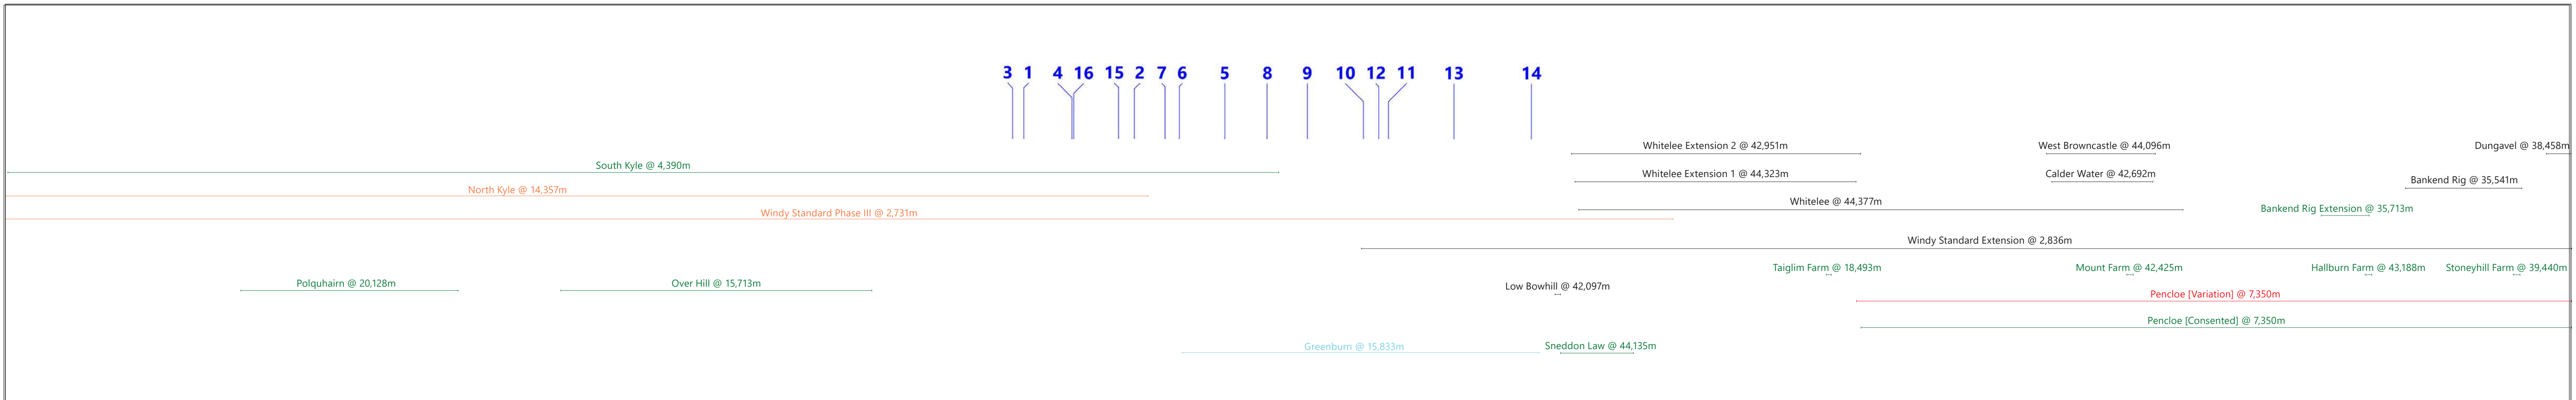 3 1 4 16 15 2 7 6 5 8 9 10 12 11 13 14
Whitelee Extension 2 @ 42,951m
West Browncastle @ 44,096m
Dungavel @ 38,458m
South Kyle @ 4,390m
Whitelee Extension 1 @ 44,323m
Calder Water @ 42,692m
Bankend Rig @ 35,541m
North Kyle @ 14,357m
Whitelee @ 44,377m
Bankend Rig Extension @ 35,713m
Windy Standard Phase III @ 2,731m
Windy Standard Extension @ 2,836m
Taiglim Farm @ 18,493m
Mount Farm @ 42,425m
Hallburn Farm @ 43,188m
Stoneyhill Farm @ 39,440m
Polquhairn @ 20,128m
Over Hill @ 15,713m
Low Bowhill @ 42,097m
Pencloe [Variation] @ 7,350m
Pencloe [Consented] @ 7,350m
Greenburn @ 15,833m
Sneddon Law @ 44,135m